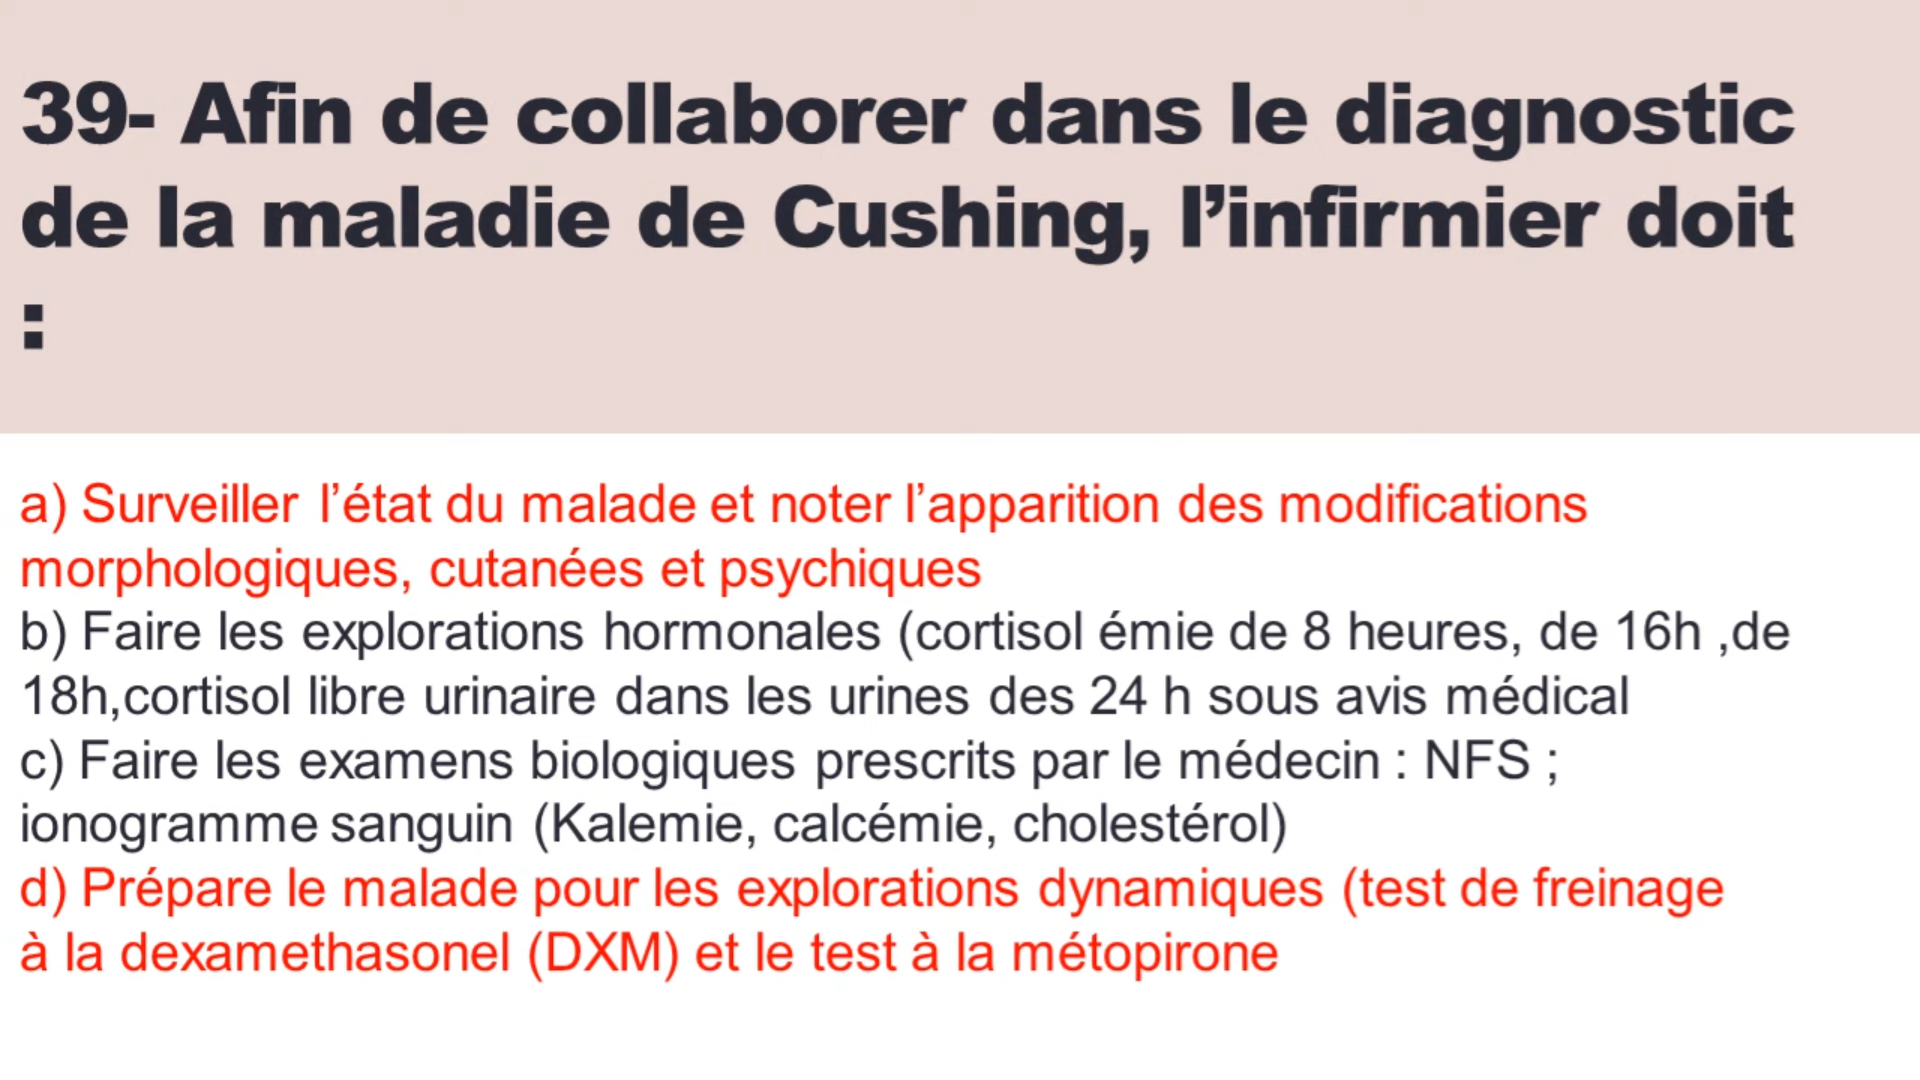 39- Afin de collaborer dans le diagnostic
de la maladie de Cushing, l’infirmier doit
:
a) Surveiller l’état du malade et noter l’apparition des modifications
morphologiques, cutanées et psychiques
b) Faire les explorations hormonales (cortisol émie de 8 heures, de 16h ,de
18h,cortisol libre urinaire dans les urines des 24 h sous avis médical
c) Faire les examens biologiques prescrits par le médecin : NFS ;
ionogramme sanguin (Kalemie, calcémie, cholestérol)
d) Prépare le malade pour les explorations dynamiques (test de freinage
à la dexamethasonel (DXM) et le test à la métopirone